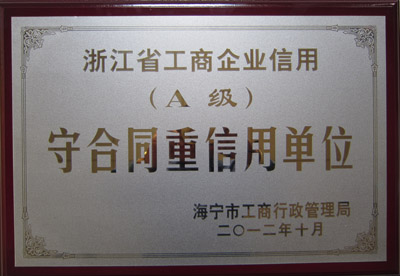 浙江省工商企业信用
（A 级）
守合同重信用单位
海宁市工商行政管理局
二〇一二年十月